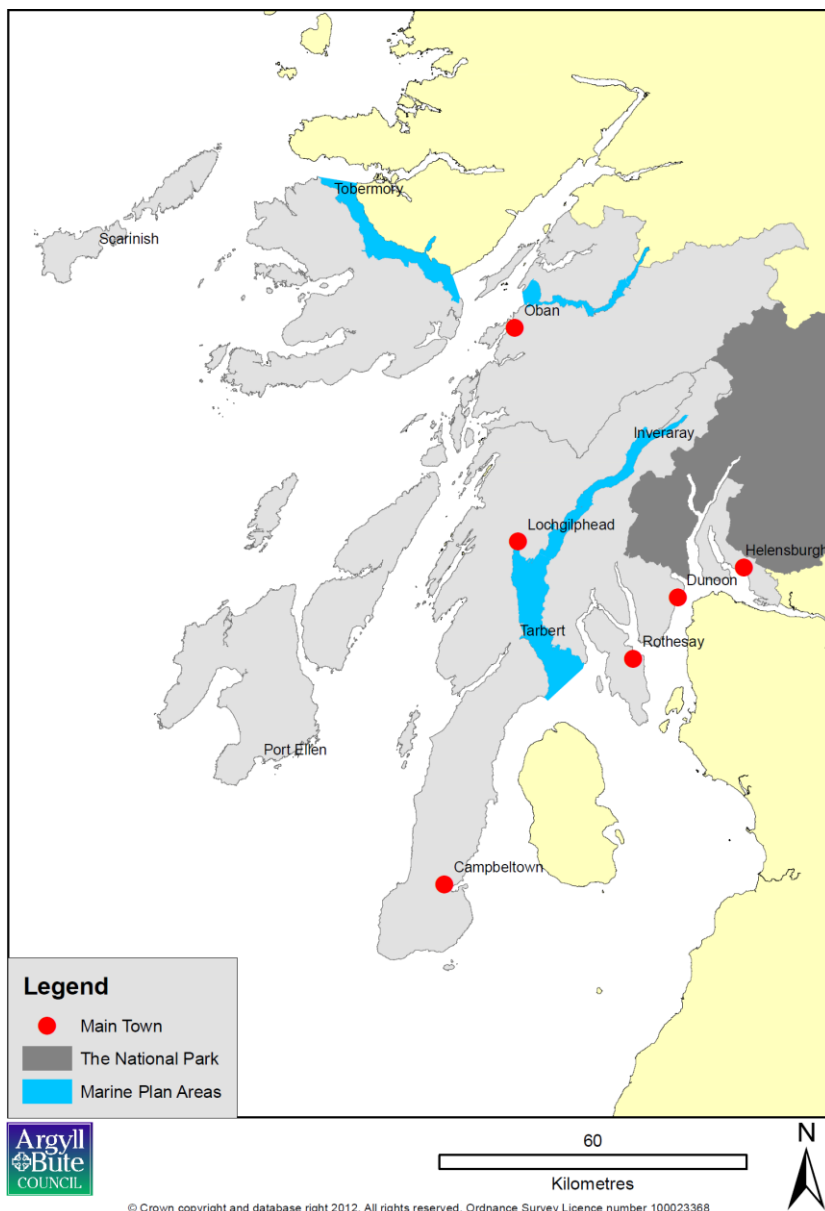 Tobermory
Scarinish
Oban
Inveraray
Lochgilphead
Helensburgh
Dunoon
Tarbert
Rothesay
Port Ellen
Campbeltown
Legend
Main Town
The National Park
Marine Plan Areas
Argyll
Bute
COUNCIL
60
Kilometres
N
© Crown copyright and database right 2012. All rights reserved. Ordnance Survey Licence number 100023368